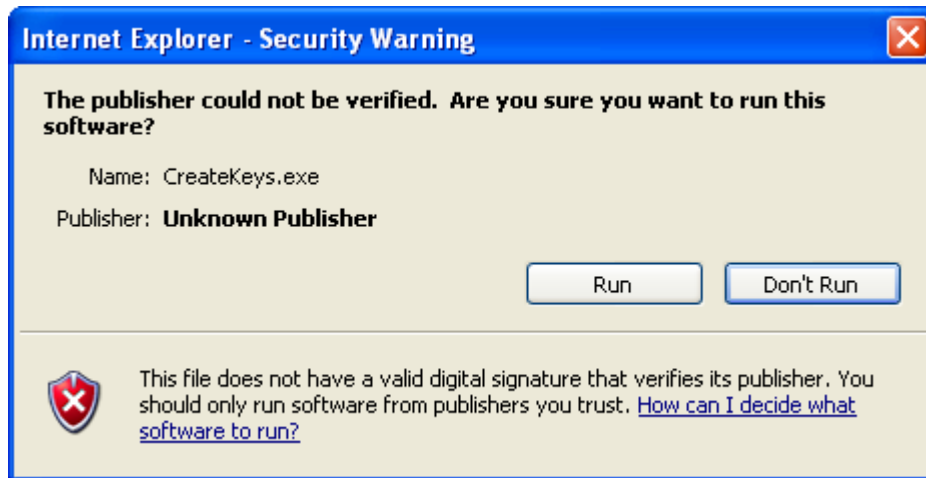 Internet Explorer - Security Warning
The publisher could not be verified.  Are you sure you want to run this
software?
Name: CreateKeys.exe
Publisher: Unknown Publisher
Run Don't Run
This file does not have a valid digital signature that verifies its publisher. You
should only run software from publishers you trust. How can I decide what
software to run?